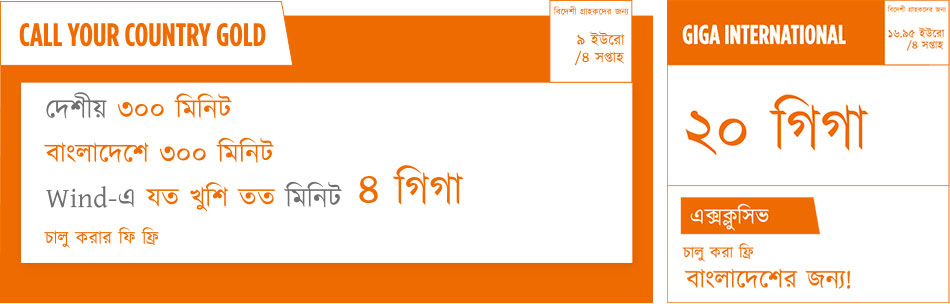 CALL YOUR COUNTRY GOLD
বিদেশী গ্রাহকদের জন্য
৯ ইউরো
/৪ সপ্তাহ
দেশীয় ৩০০ মিনিট
বাংলাদেশে ৩০০ মিনিট
Wind-এ যত খুশি তত মিনিট ৪ গিগা
চালু করার ফি ফ্রি
GIGA INTERNATIONAL
বিদেশী গ্রাহকদের জন্য
১৬.৯৫ ইউরো
/৪ সপ্তাহ
২০ গিগা
এক্সক্লুসিভ
চালু করা ফ্রি
বাংলাদেশের জন্য!